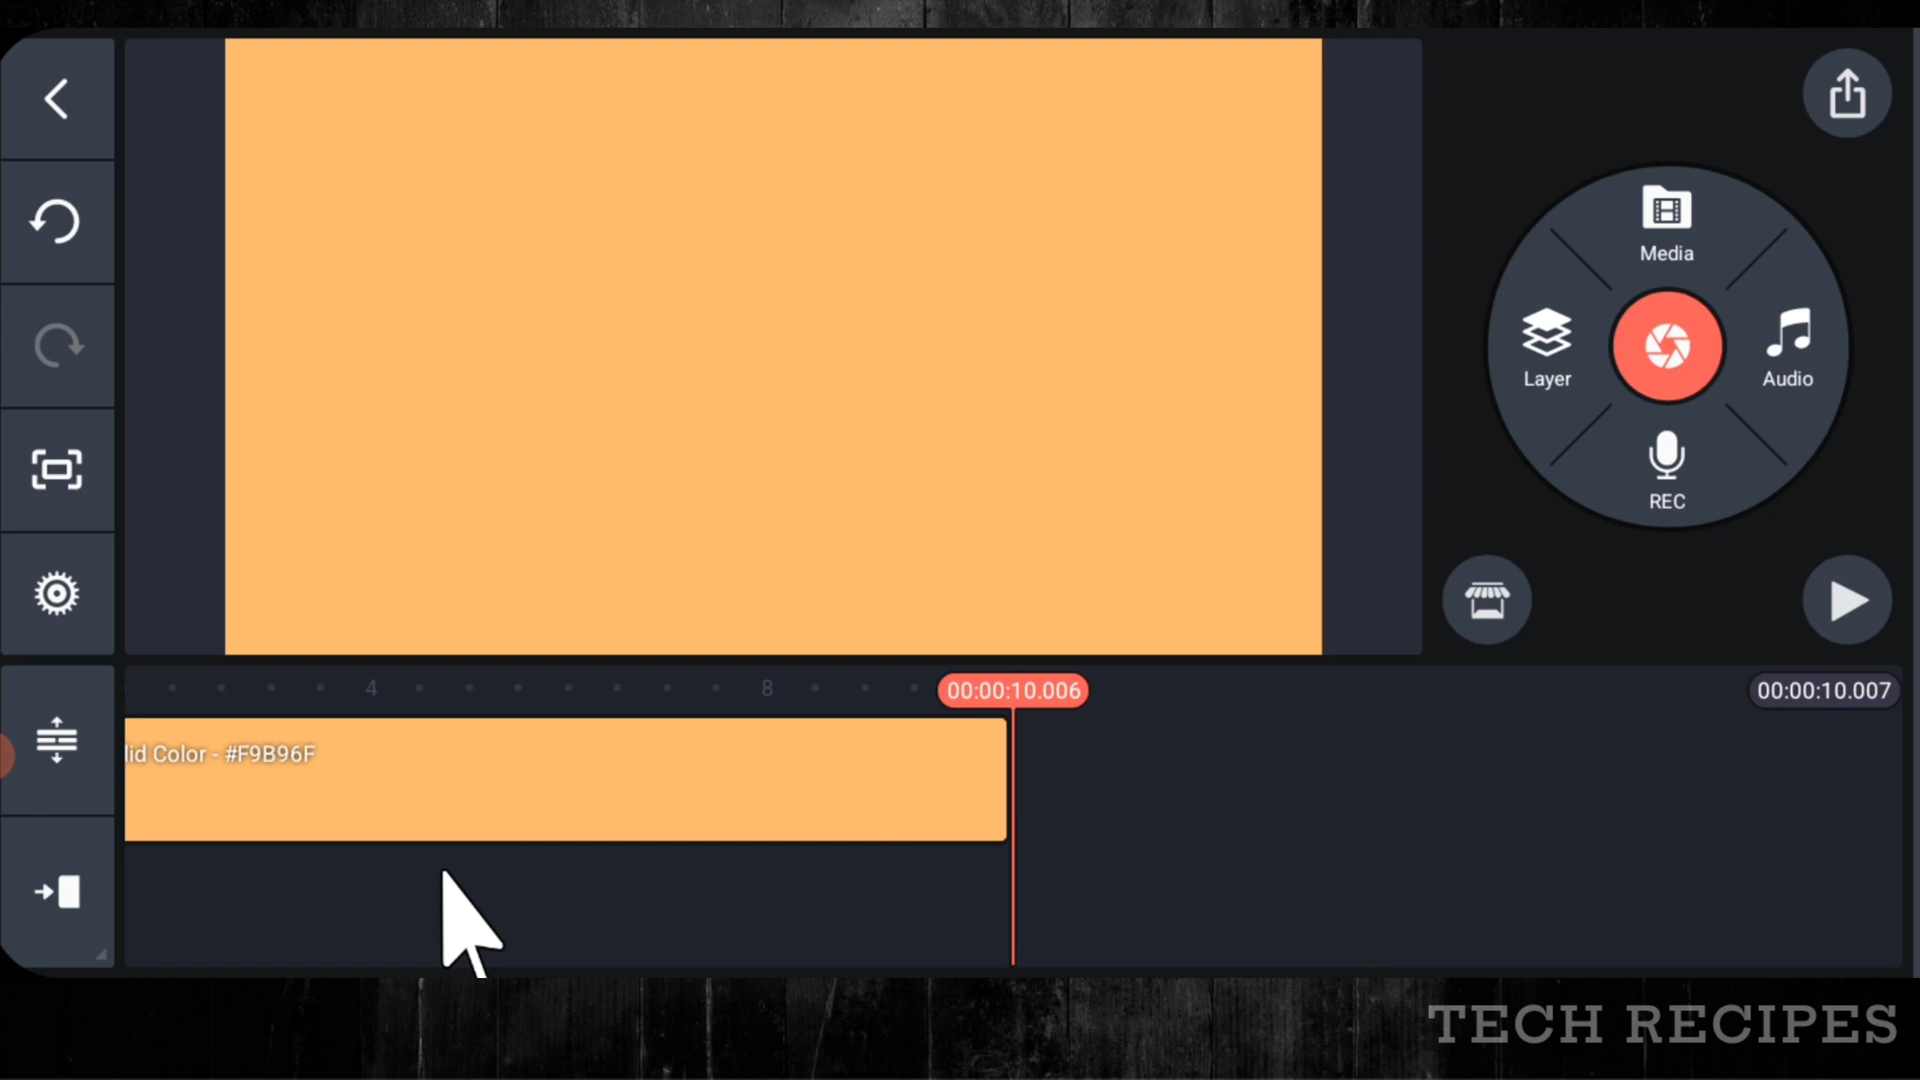 Media
Layer
Audio
REC
4
8
00:00:10.006
00:00:10.007
lid Color - #F9B96F
TECH RECIPES